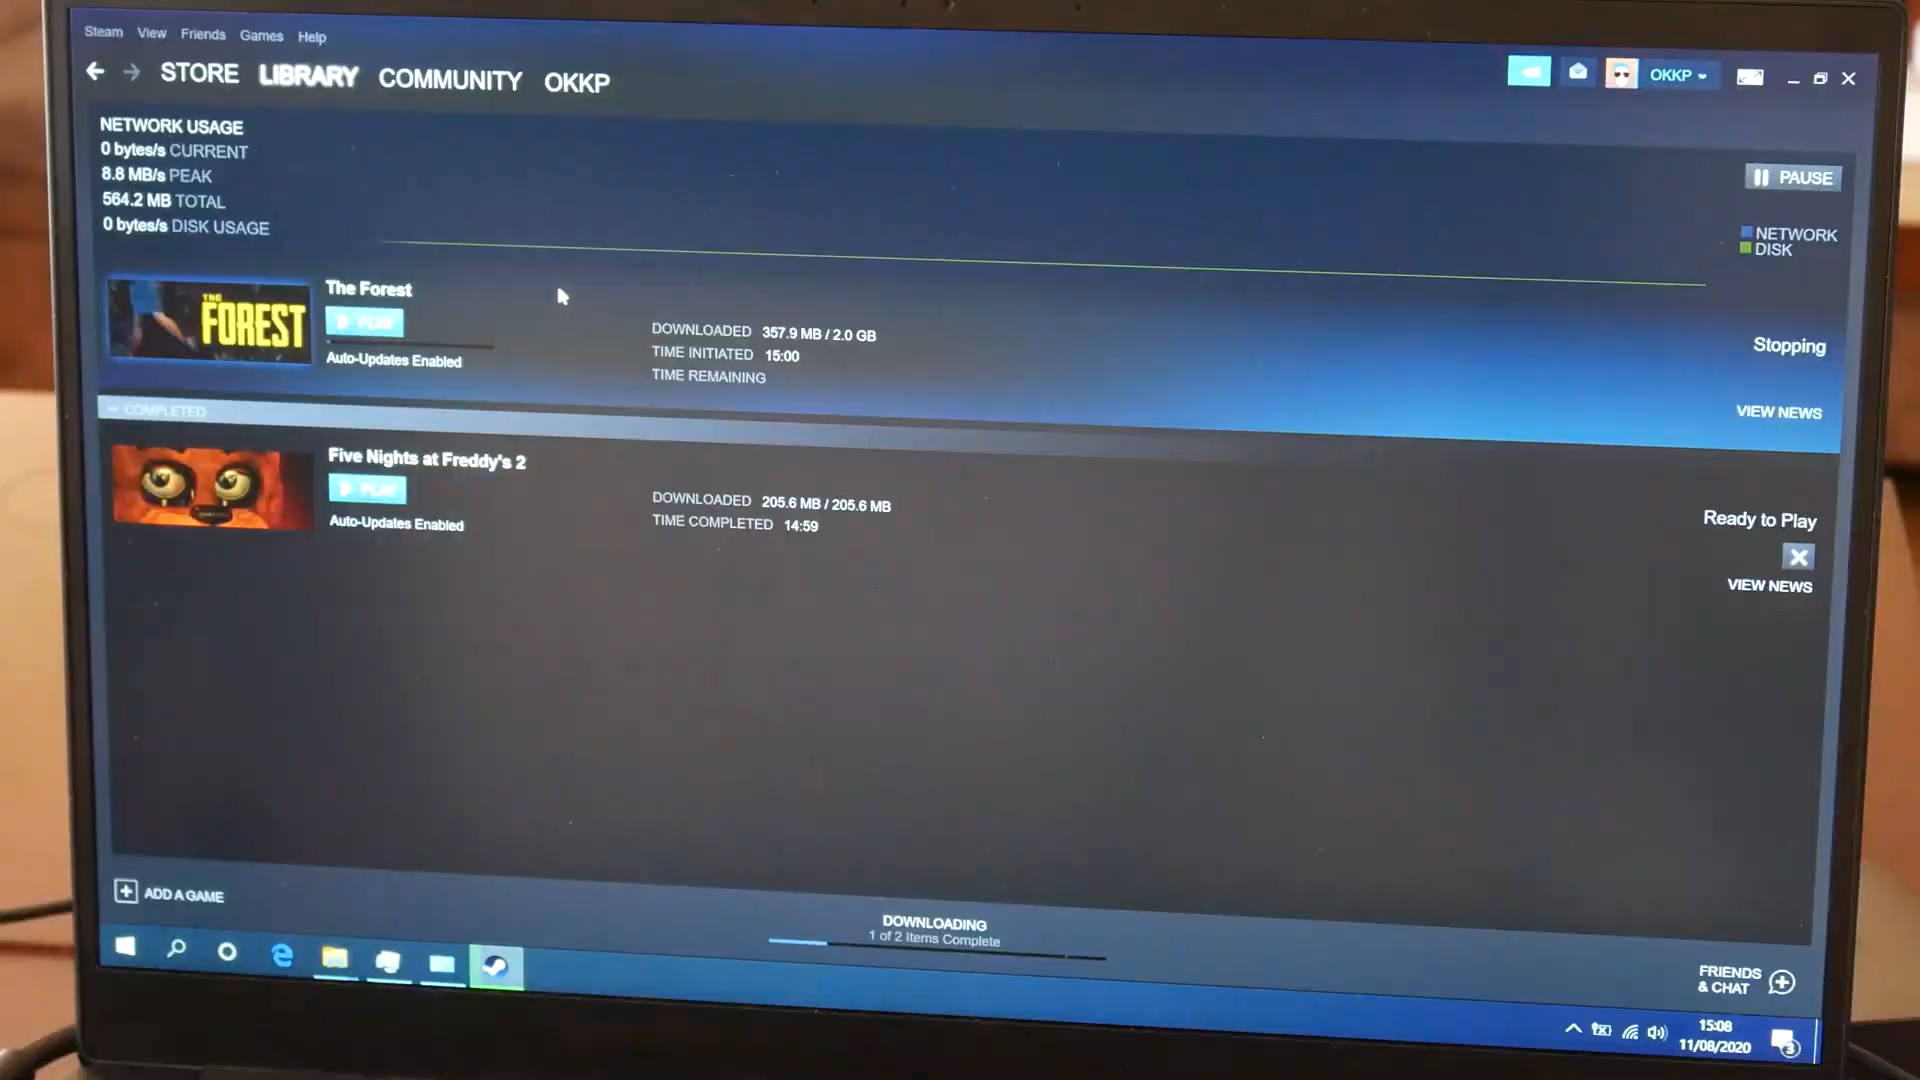 Steam View Friends Games Help
STORE LIBRARY COMMUNITY OKKP
OKKP
NETWORK USAGE
0 bytes/s CURRENT
8.8 MB/s PEAK
564.2 MB TOTAL
0 bytes/s DISK USAGE
PAUSE
NETWORK
DISK
THE
FOREST
The Forest
PLAY
Auto-Updates Enabled
DOWNLOADED 357.9 MB / 2.0 GB
TIME INITIATED 15:00
TIME REMAINING
Stopping
VIEW NEWS
COMPLETED
Five Nights at Freddy's 2
PLAY
Auto-Updates Enabled
DOWNLOADED 205.6 MB / 205.6 MB
TIME COMPLETED 14:59
Ready to Play
VIEW NEWS
ADD A GAME
DOWNLOADING
1 of 2 Items Complete
FRIENDS
& CHAT
15:08
11/08/2020
3